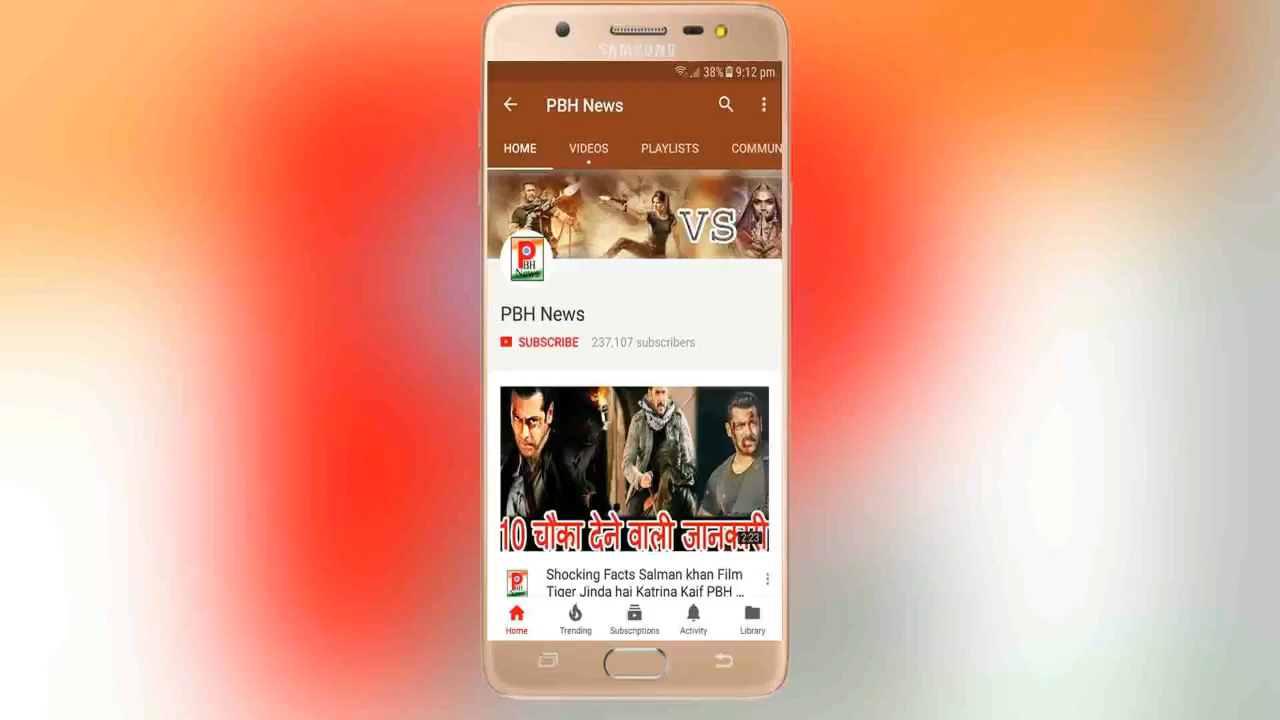 SAMSUNG
38% 9:12 pm
PBH News
HOME VIDEOS PLAYLISTS COMMUN
VS
P
BH
News
PBH News
SUBSCRIBE 237,107 subscribers
10 चौका देने वाली जानकारी
2:23
Shocking Facts Salman khan Film
Tiger Jinda hai Katrina Kaif PBH ...
Home Trending Subscriptions Activity Library